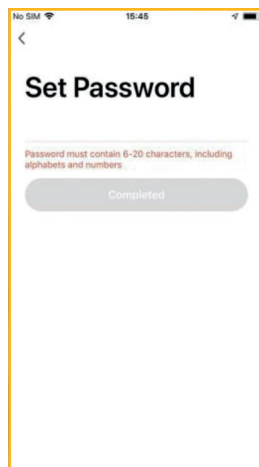 No SIM 15:45
Set Password
Password must contain 6-20 characters, including
alphabets and numbers
Completed